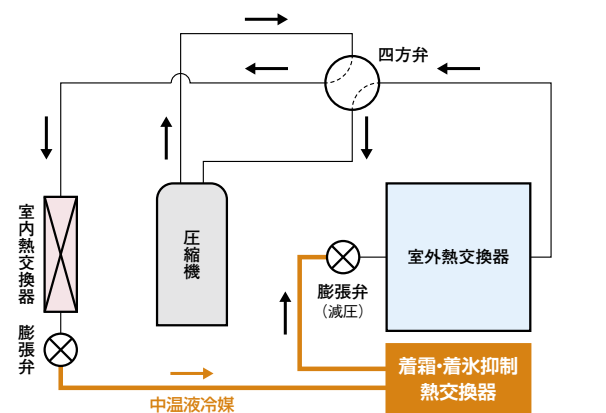 四方弁
室内熱交換器
圧縮機
室外熱交換器
膨張弁
（減圧）
膨張弁
着霜・着氷抑制
熱交換器
中温液冷媒